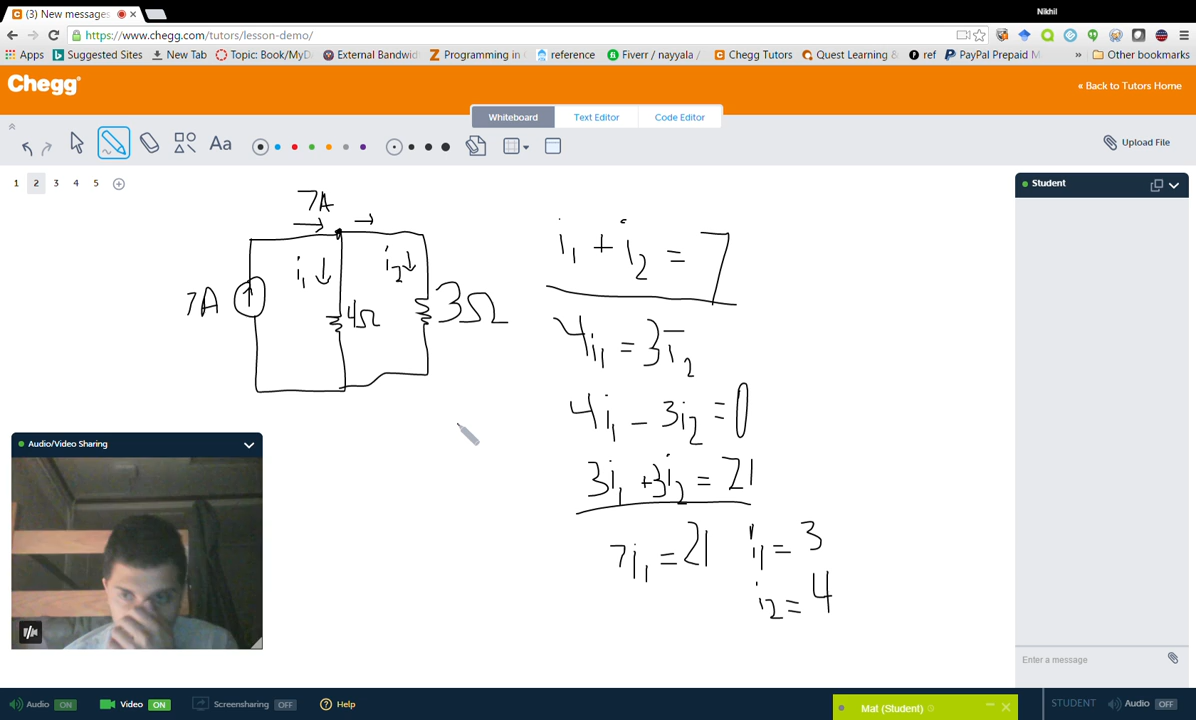 (3) New messages
Nikhil
https://www.chegg.com/tutors/lesson-demo/
Apps Suggested Sites New Tab Topic: Book/MyDa External Bandwid Programming in C reference Fiverr / nayyala / Chegg Tutors Quest Learning & ref PayPal Prepaid M » Other bookmarks
Chegg
« Back to Tutors Home
Whiteboard Text Editor Code Editor
Aa
Upload File
1 2 3 4 5
Student
7A
i1
i2
7A
4Ω
3Ω
i1 + i2 = 7
4i1 = 3i2
4i1 - 3i2 = 0
3i1 + 3i2 = 21
7i1 = 21
i1 = 3
i2 = 4
Audio/Video Sharing
Enter a message
Audio ON Video ON Screensharing OFF ? Help
Mat (Student)
STUDENT Audio OFF